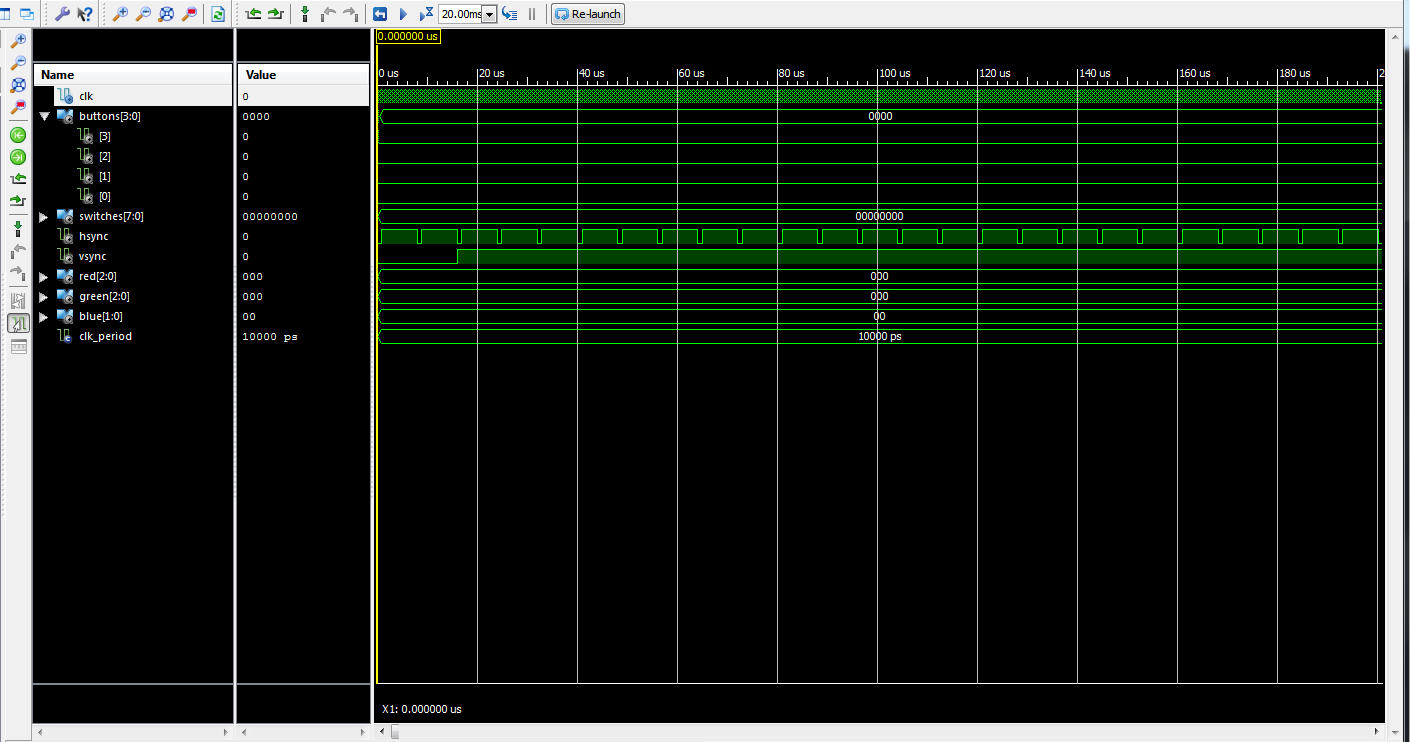 20.00ms Re-launch
0.000000 us
Name Value
0 us 20 us 40 us 60 us 80 us 100 us 120 us 140 us 160 us 180 us 2
clk 0
buttons[3:0] 0000 0000
[3] 0
[2] 0
[1] 0
[0] 0
switches[7:0] 00000000 00000000
hsync 0
vsync 0
red[2:0] 000 000
green[2:0] 000 000
blue[1:0] 00 00
clk_period 10000 ps 10000 ps
X1: 0.000000 us